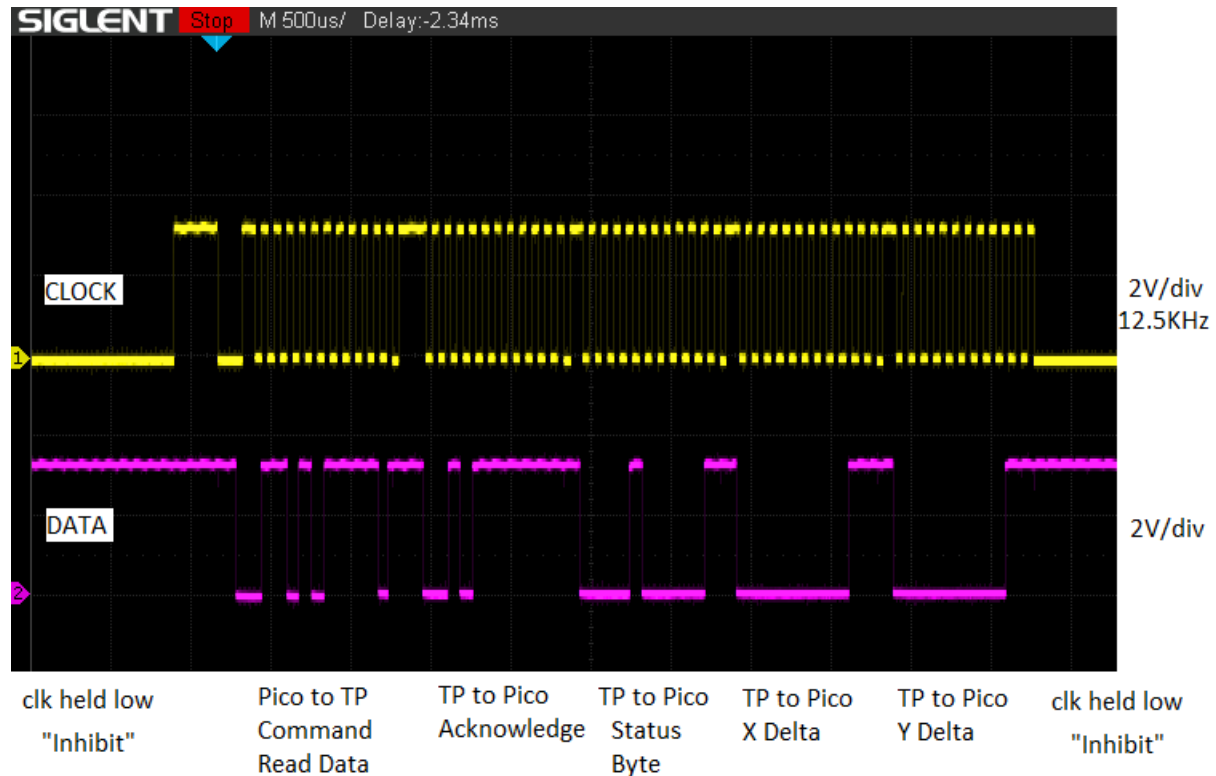 SIGLENT Stop M 500us/ Delay:-2.34ms
CLOCK
2V/div
12.5KHz
1
DATA
2V/div
2
clk held low
"Inhibit"
Pico to TP
Command
Read Data
TP to Pico
Acknowledge
TP to Pico
Status
Byte
TP to Pico
X Delta
TP to Pico
Y Delta
clk held low
"Inhibit"